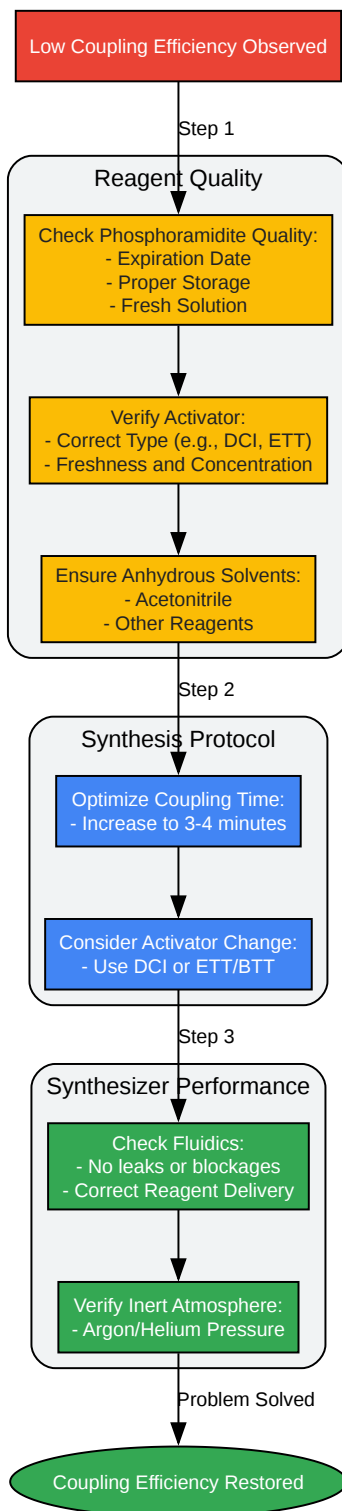 Low Coupling Efficiency Observed
Step 1
Reagent Quality
Check Phosphoramidite Quality:
- Expiration Date
- Proper Storage
- Fresh Solution
Verify Activator:
- Correct Type (e.g., DCI, ETT)
- Freshness and Concentration
Ensure Anhydrous Solvents:
- Acetonitrile
- Other Reagents
Step 2
Synthesis Protocol
Optimize Coupling Time:
- Increase to 3-4 minutes
Consider Activator Change:
- Use DCI or ETT/BTT
Step 3
Synthesizer Performance
Check Fluidics:
- No leaks or blockages
- Correct Reagent Delivery
Verify Inert Atmosphere:
- Argon/Helium Pressure
Problem Solved
Coupling Efficiency Restored